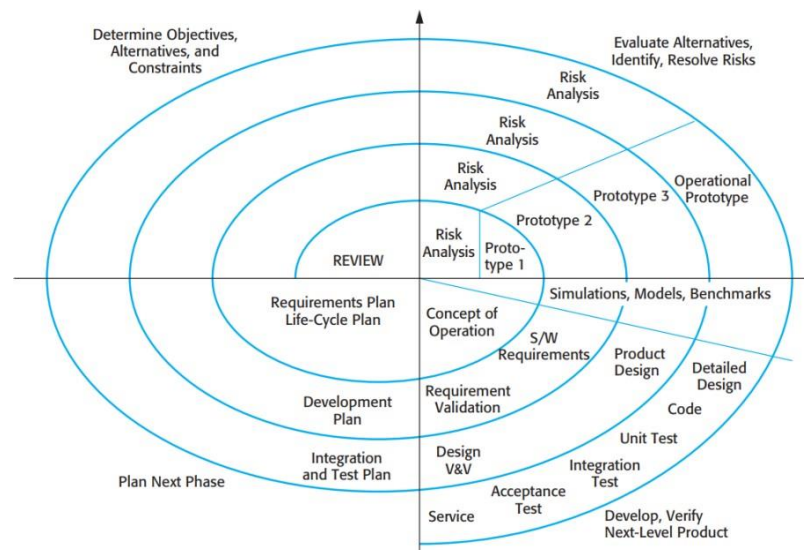 Determine Objectives,
Alternatives, and
Constraints
Evaluate Alternatives,
Identify, Resolve Risks
Risk
Analysis
Risk
Analysis
Risk
Analysis
Risk
Analysis
Proto-
type 1
Prototype 2
Prototype 3
Operational
Prototype
REVIEW
Requirements Plan
Life-Cycle Plan
Concept of
Operation
Simulations, Models, Benchmarks
S/W
Requirements
Product
Design
Detailed
Design
Development
Plan
Requirement
Validation
Code
Unit Test
Integration
and Test Plan
Design
V&V
Integration
Test
Plan Next Phase
Acceptance
Test
Service
Develop, Verify
Next-Level Product